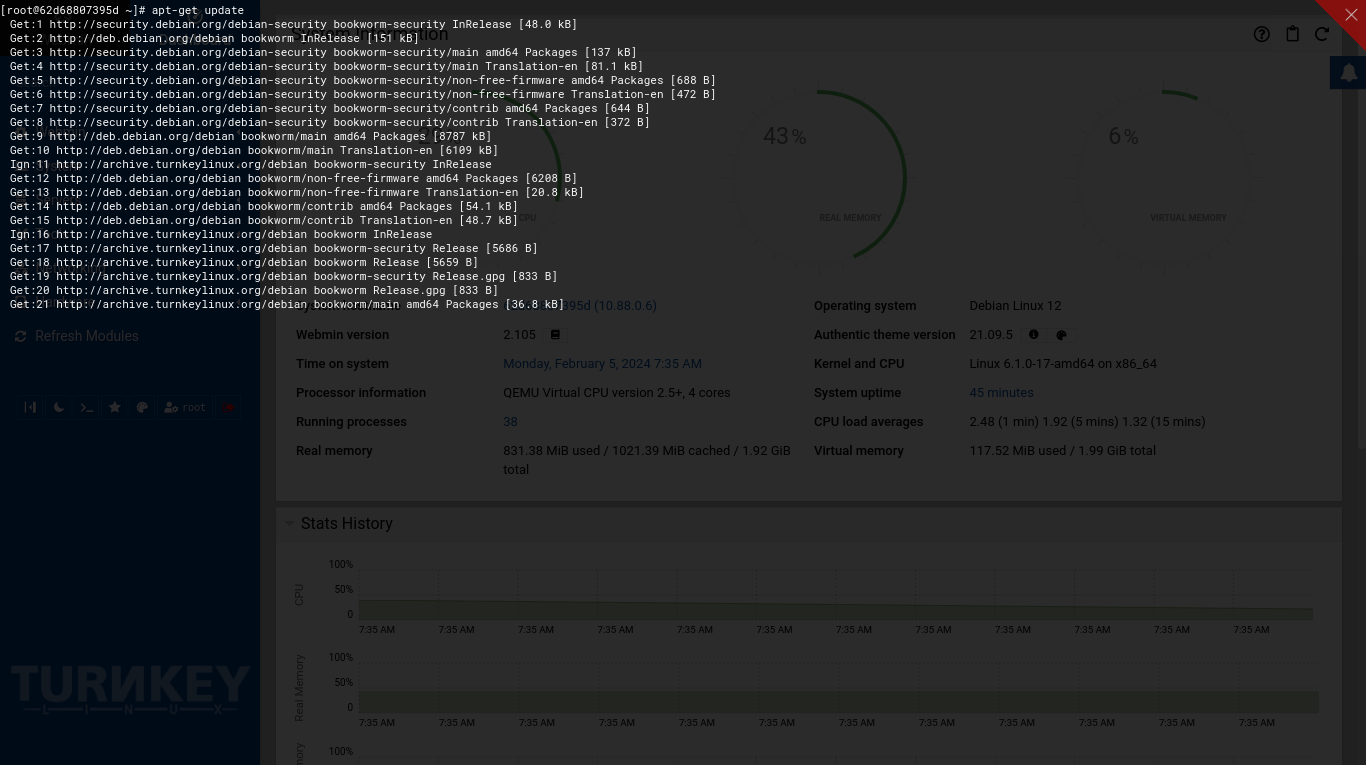 [root@62d68807395d ~]# apt-get update
Get:1 http://security.debian.org/debian-security bookworm-security InRelease [48.0 kB]
Get:2 http://deb.debian.org/debian bookworm InRelease [151 kB]
Get:3 http://security.debian.org/debian-security bookworm-security/main amd64 Packages [137 kB]
Get:4 http://security.debian.org/debian-security bookworm-security/main Translation-en [81.1 kB]
Get:5 http://security.debian.org/debian-security bookworm-security/non-free-firmware amd64 Packages [688 B]
Get:6 http://security.debian.org/debian-security bookworm-security/non-free-firmware Translation-en [472 B]
Get:7 http://security.debian.org/debian-security bookworm-security/contrib amd64 Packages [644 B]
Get:8 http://security.debian.org/debian-security bookworm-security/contrib Translation-en [372 B]
Get:9 http://deb.debian.org/debian bookworm/main amd64 Packages [8787 kB]
Get:10 http://deb.debian.org/debian bookworm/main Translation-en [6109 kB]
Ign:11 http://archive.turnkeylinux.org/debian bookworm-security InRelease
Get:12 http://deb.debian.org/debian bookworm/non-free-firmware amd64 Packages [6208 B]
Get:13 http://deb.debian.org/debian bookworm/non-free-firmware Translation-en [20.8 kB]
Get:14 http://deb.debian.org/debian bookworm/contrib amd64 Packages [54.1 kB]
Get:15 http://deb.debian.org/debian bookworm/contrib Translation-en [48.7 kB]
Ign:16 http://archive.turnkeylinux.org/debian bookworm InRelease
Get:17 http://archive.turnkeylinux.org/debian bookworm-security Release [5686 B]
Get:18 http://archive.turnkeylinux.org/debian bookworm Release [5659 B]
Get:19 http://archive.turnkeylinux.org/debian bookworm-security Release.gpg [833 B]
Get:20 http://archive.turnkeylinux.org/debian bookworm Release.gpg [833 B]
Get:21 http://archive.turnkeylinux.org/debian bookworm/main amd64 Packages [36.8 kB]
Refresh Modules
root
TURNKEY
LINUX
System Information
CPU
43%
REAL MEMORY
6%
VIRTUAL MEMORY
(10.88.0.6)
Operating system Debian Linux 12
Webmin version 2.105
Authentic theme version 21.09.5
Time on system Monday, February 5, 2024 7:35 AM
Kernel and CPU Linux 6.1.0-17-amd64 on x86_64
Processor information QEMU Virtual CPU version 2.5+, 4 cores
System uptime 45 minutes
Running processes 38
CPU load averages 2.48 (1 min) 1.92 (5 mins) 1.32 (15 mins)
Real memory 831.38 MiB used / 1021.39 MiB cached / 1.92 GiB
total
Virtual memory 117.52 MiB used / 1.99 GiB total
Stats History
CPU
100%
50%
0
7:35 AM 7:35 AM 7:35 AM 7:35 AM 7:35 AM 7:35 AM 7:35 AM 7:35 AM 7:35 AM 7:35 AM 7:35 AM 7:35 AM
Real Memory
100%
50%
0
7:35 AM 7:35 AM 7:35 AM 7:35 AM 7:35 AM 7:35 AM 7:35 AM 7:35 AM 7:35 AM 7:35 AM 7:35 AM 7:35 AM
100%